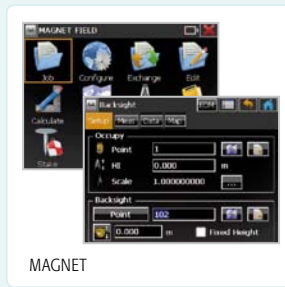 MAGNET FIELD
Job
Configure
Exchange
Edit
Calculate
Stake
Backsight
EDM
Setup Meas Data Map
Occupy
Point 1
HI 0.000 m
Scale 1.000000000 ...
Backsight
Point 102
0.000 m Fixed Height
MAGNET